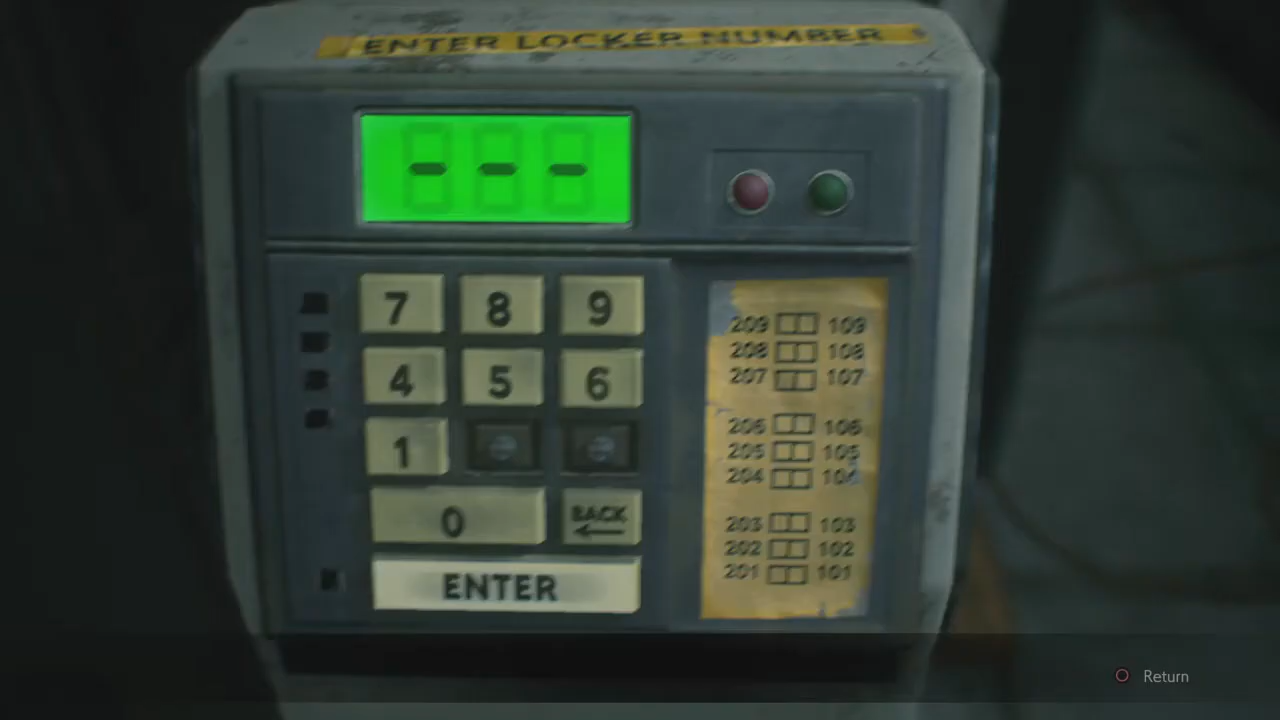 ENTER LOCKER NUMBER
- - -
7 8 9
4 5 6
1
0 BACK
ENTER
209 109
208 108
207 107
206 106
205 105
204 104
203 103
202 102
201 101
Return